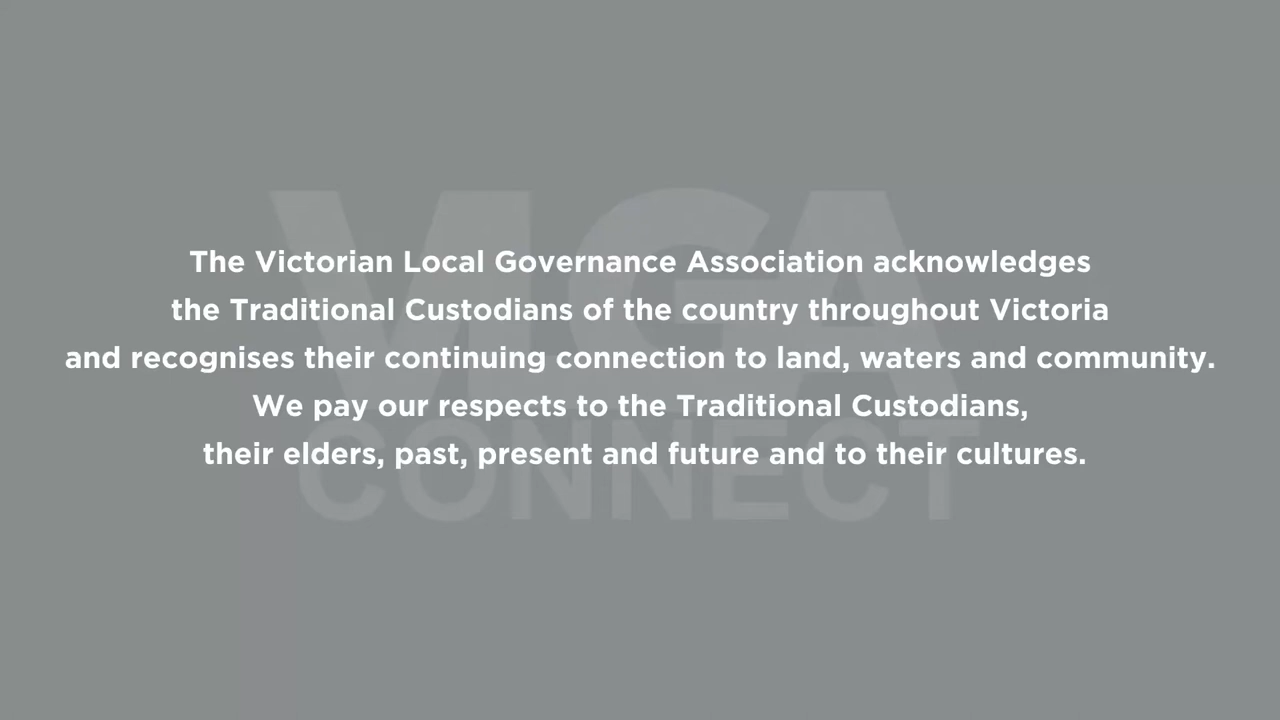 VLGA
CONNECT
The Victorian Local Governance Association acknowledges
the Traditional Custodians of the country throughout Victoria
and recognises their continuing connection to land, waters and community.
We pay our respects to the Traditional Custodians,
their elders, past, present and future and to their cultures.